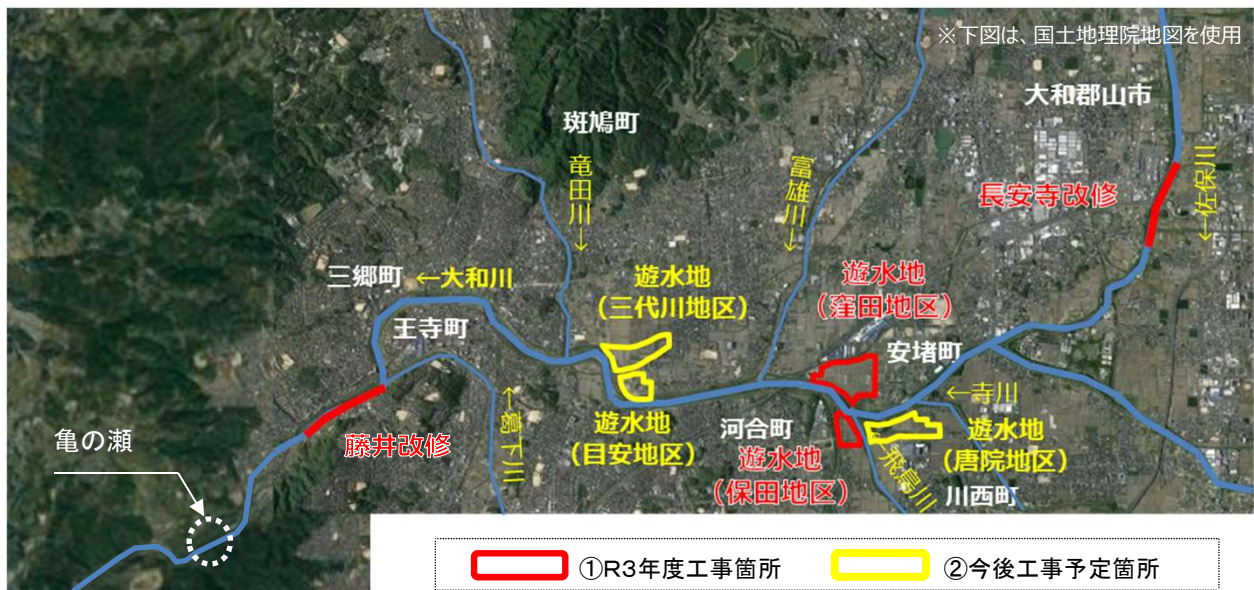 ※下図は、国土地理院地図を使用
大和郡山市
斑鳩町
竜田川→
富雄川→
←佐保川
長安寺改修
三郷町
←大和川
遊水地
(三代川地区)
遊水地
(窪田地区)
王寺町
安堵町
←寺川
←葛下川
遊水地
(目安地区)
河合町
遊水地
(保田地区)
飛鳥川
遊水地
(唐院地区)
川西町
藤井改修
亀の瀬
①R3年度工事箇所
②今後工事予定箇所